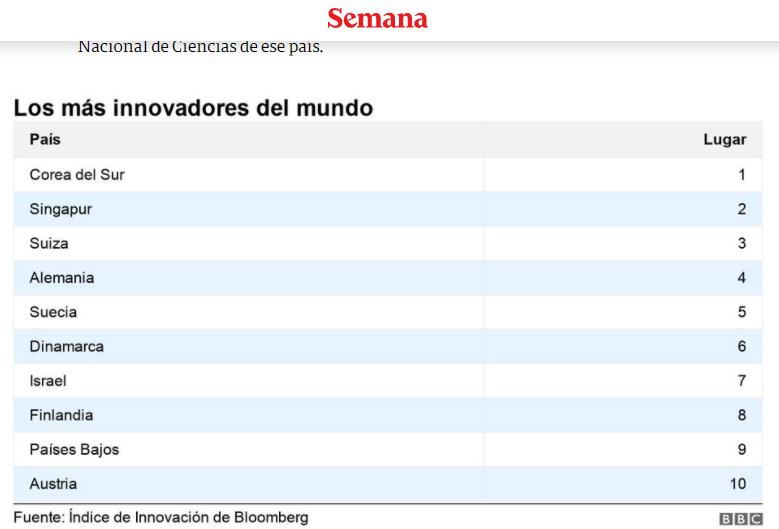 Semana
Nacional de Ciencias de ese país.
Los más innovadores del mundo
País Lugar
Corea del Sur 1
Singapur 2
Suiza 3
Alemania 4
Suecia 5
Dinamarca 6
Israel 7
Finlandia 8
Países Bajos 9
Austria 10
Fuente: Índice de Innovación de Bloomberg BBC